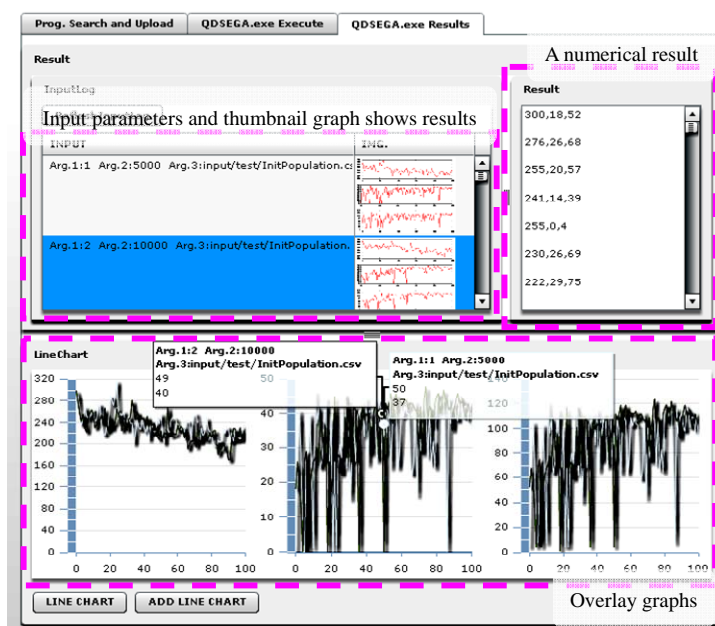 Prog. Search and Upload QDSEGA.exe Execute QDSEGA.exe Results
Result
A numerical result
InputLog
Input parameters and thumbnail graph shows results
INPUT IMG.
Arg.1:1 Arg.2:5000 Arg.3:input/test/InitPopulation.cs
Arg.1:2 Arg.2:10000 Arg.3:input/test/InitPopulation.
Result
300,18,52
276,26,68
255,20,57
241,14,39
255,0,4
230,26,69
222,29,75
LineChart
Arg.1:2 Arg.2:10000
Arg.3:input/test/InitPopulation.csv
49
40
Arg.1:1 Arg.2:5000
Arg.3:input/test/InitPopulation.csv
50
37
320
280
240
200
160
120
80
40
0
0 20 40 60 80 100
50
40
30
20
10
0
0 20 40 60 80 100
140
120
100
80
60
40
20
0
0 20 40 60 80 100
LINE CHART ADD LINE CHART
Overlay graphs